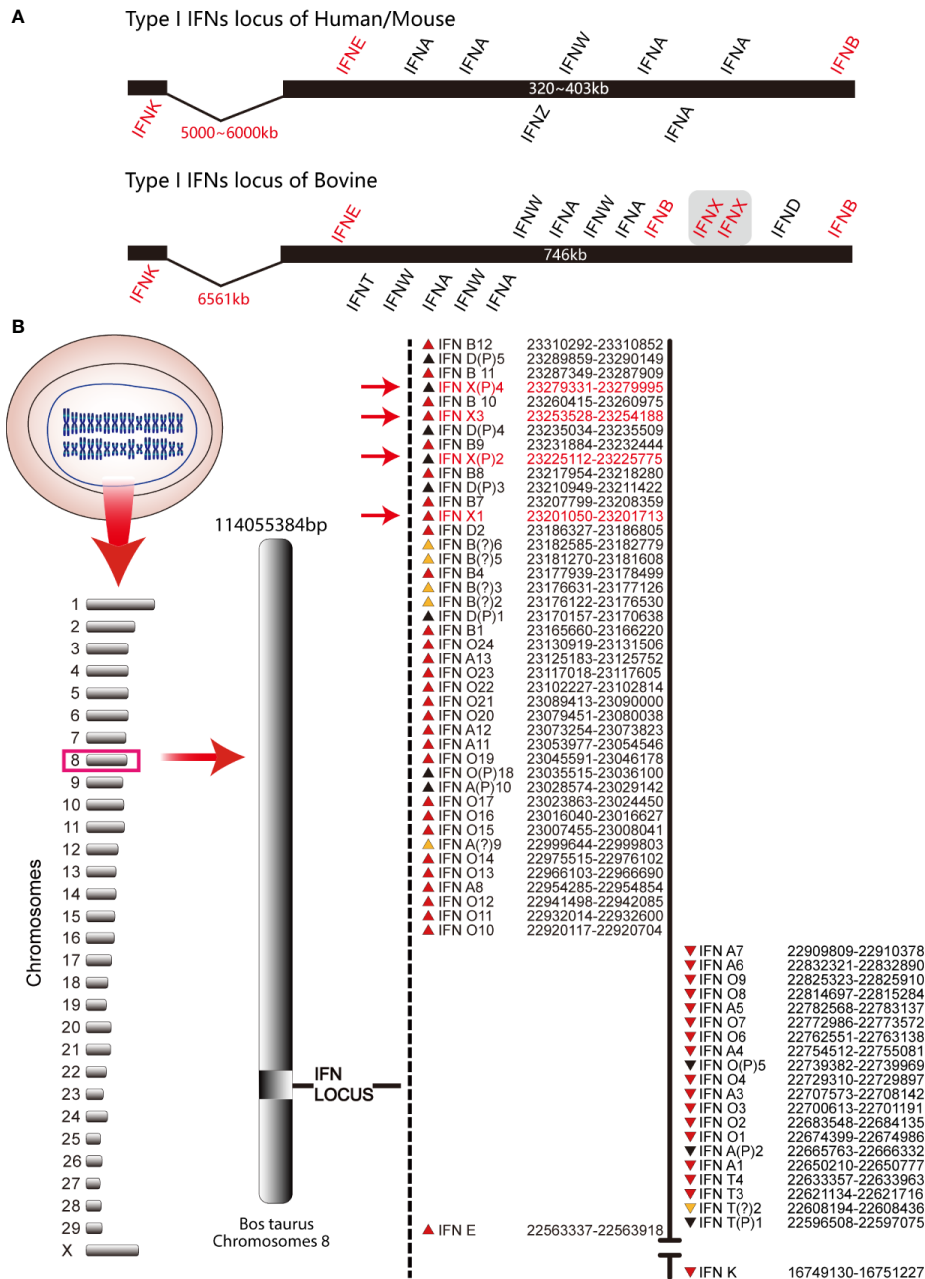 A
Type I IFNs locus of Human/Mouse
IFNE IFNA IFNA IFNW IFNA IFNA IFNB
320~403kb
IFNK 5000~6000kb IFNZ IFNA
Type I IFNs locus of Bovine
IFNE IFNW IFNA IFNW IFNA IFNB IFNX IFNX IFND IFNB
746kb
IFNK 6561kb IFNT IFNW IFNA IFNW IFNA
B
114055384bp
Chromosomes
1
2
3
4
5
6
7
8
9
10
11
12
13
14
15
16
17
18
19
20
21
22
23
24
25
26
27
28
29
X
IFN
LOCUS
Bos taurus
Chromosomes 8
IFN B12 23310292-23310852
IFN D(P)5 23289859-23290149
IFN B 11 23287349-23287909
IFN X(P)4 23279331-23279995
IFN B 10 23260415-23260975
IFN X3 23253528-23254188
IFN D(P)4 23235034-23235509
IFN B9 23231884-23232444
IFN X(P)2 23225112-23225775
IFN B8 23217954-23218280
IFN D(P)3 23210949-23211422
IFN B7 23207799-23208359
IFN X1 23201050-23201713
IFN D2 23186327-23186805
IFN B(?)6 23182585-23182779
IFN B(?)5 23181270-23181608
IFN B4 23177939-23178499
IFN B(?)3 23176631-23177126
IFN B(?)2 23176122-23176530
IFN D(P)1 23170157-23170638
IFN B1 23165660-23166220
IFN O24 23130919-23131506
IFN A13 23125183-23125752
IFN O23 23117018-23117605
IFN O22 23102227-23102814
IFN O21 23089413-23090000
IFN O20 23079451-23080038
IFN A12 23073254-23073823
IFN A11 23053977-23054546
IFN O19 23045591-23046178
IFN O(P)18 23035515-23036100
IFN A(P)10 23028574-23029142
IFN O17 23023863-23024450
IFN O16 23016040-23016627
IFN O15 23007455-23008041
IFN A(?)9 22999644-22999803
IFN O14 22975515-22976102
IFN O13 22966103-22966690
IFN A8 22954285-22954854
IFN O12 22941498-22942085
IFN O11 22932014-22932600
IFN O10 22920117-22920704
IFN A7 22909809-22910378
IFN A6 22832321-22832890
IFN O9 22825323-22825910
IFN O8 22814697-22815284
IFN A5 22782568-22783137
IFN O7 22772986-22773572
IFN O6 22762551-22763138
IFN A4 22754512-22755081
IFN O(P)5 22739382-22739969
IFN O4 22729310-22729897
IFN A3 22707573-22708142
IFN O3 22700613-22701191
IFN O2 22683548-22684135
IFN O1 22674399-22674986
IFN A(P)2 22665763-22666332
IFN A1 22650210-22650777
IFN T4 22633357-22633963
IFN T3 22621134-22621716
IFN T(?)2 22608194-22608436
IFN T(P)1 22596508-22597075
IFN E 22563337-22563918
IFN K 16749130-16751227